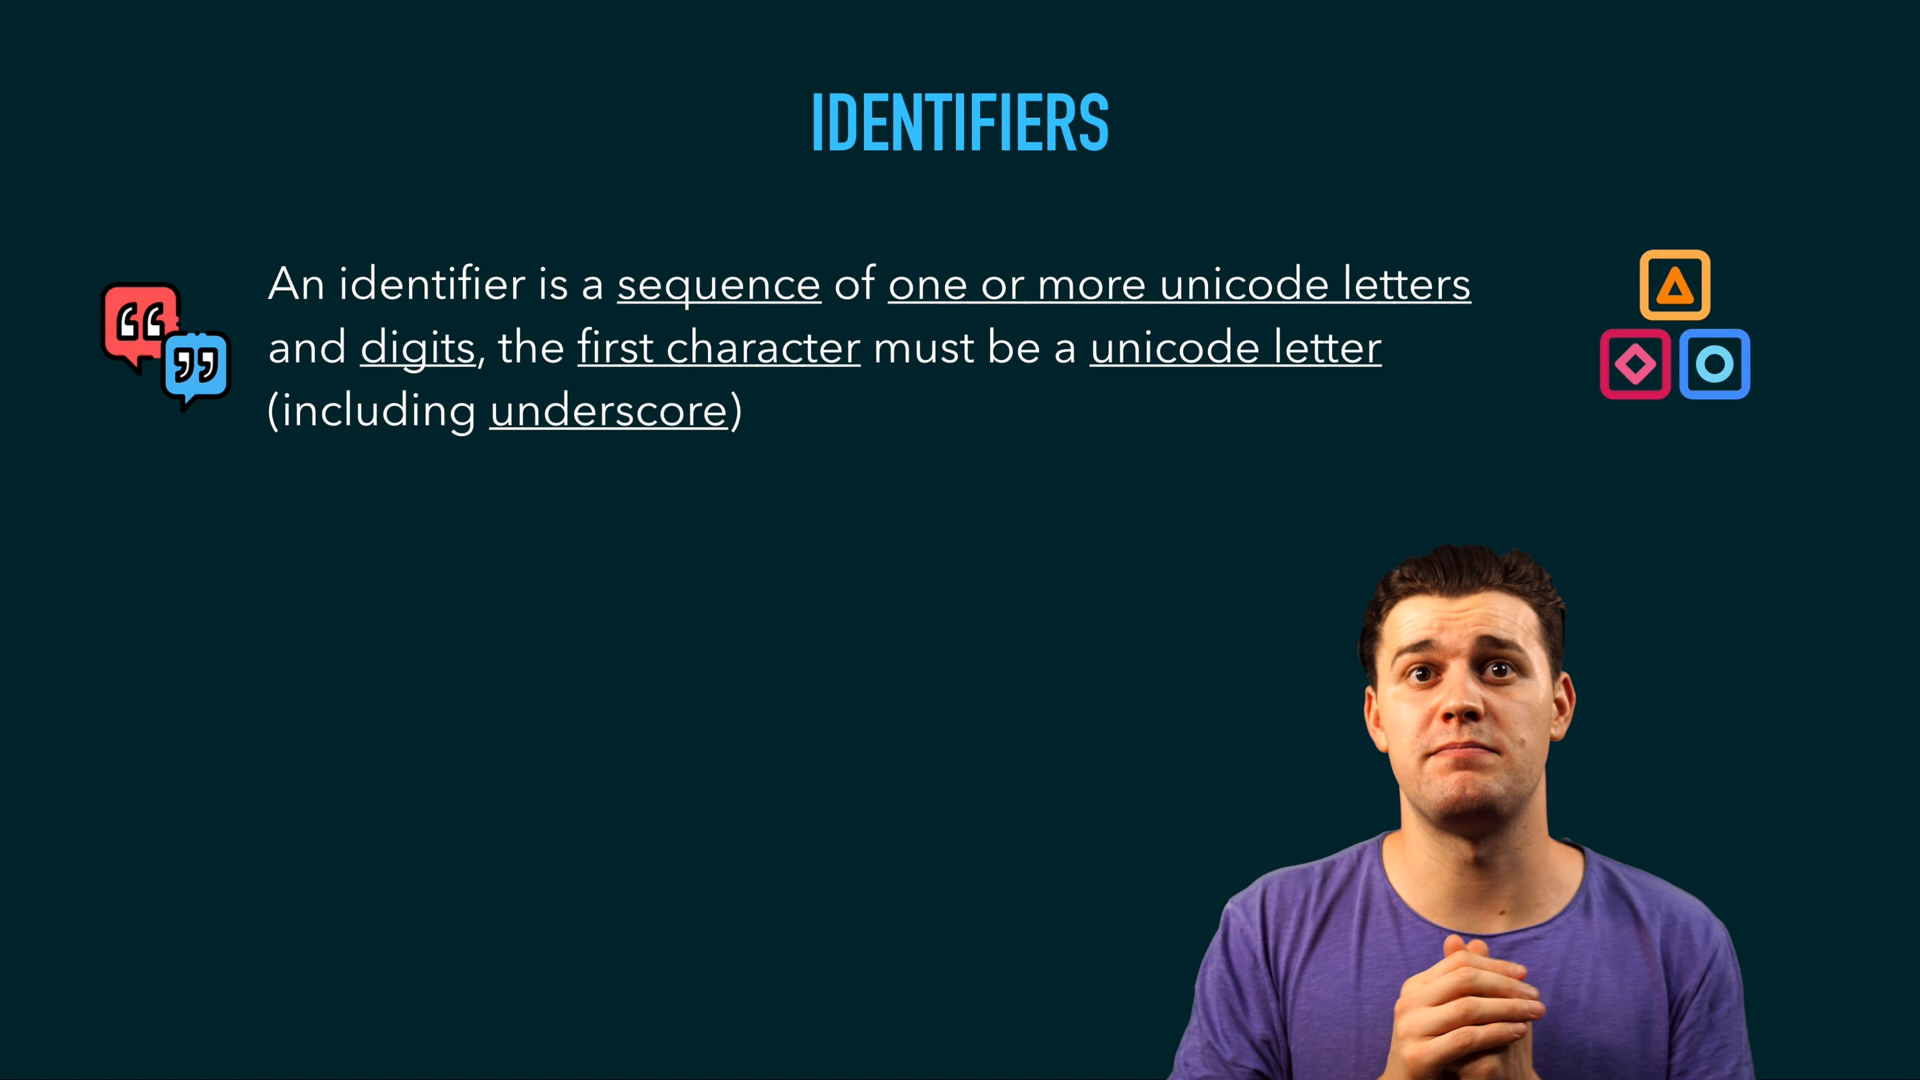 IDENTIFIERS
An identifier is a sequence of one or more unicode letters
and digits, the first character must be a unicode letter
(including underscore)